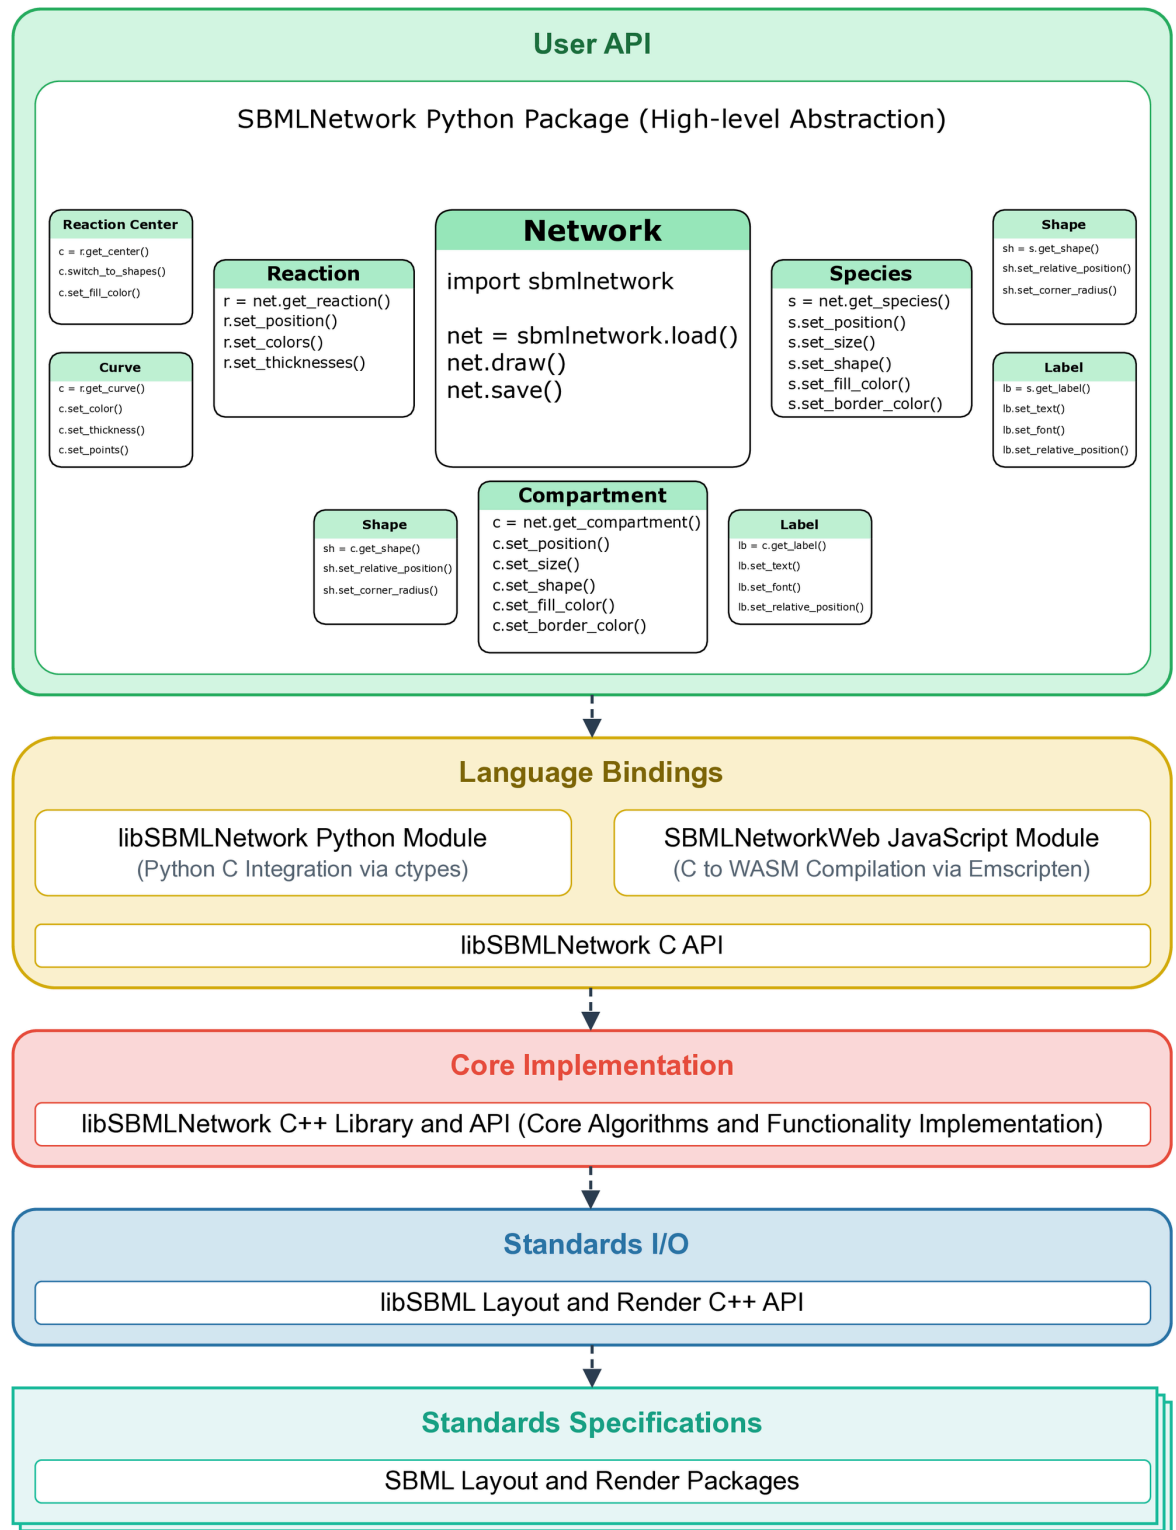 User API
SBMLNetwork Python Package (High-level Abstraction)
Reaction Center
c = r.get_center()
c.switch_to_shapes()
c.set_fill_color()
Curve
c = r.get_curve()
c.set_color()
c.set_thickness()
c.set_points()
Reaction
r = net.get_reaction()
r.set_position()
r.set_colors()
r.set_thicknesses()
Network
import sbmlnetwork
net = sbmlnetwork.load()
net.draw()
net.save()
Species
s = net.get_species()
s.set_position()
s.set_size()
s.set_shape()
s.set_fill_color()
s.set_border_color()
Shape
sh = s.get_shape()
sh.set_relative_position()
sh.set_corner_radius()
Label
lb = s.get_label()
lb.set_text()
lb.set_font()
lb.set_relative_position()
Shape
sh = c.get_shape()
sh.set_relative_position()
sh.set_corner_radius()
Compartment
c = net.get_compartment()
c.set_position()
c.set_size()
c.set_shape()
c.set_fill_color()
c.set_border_color()
Label
lb = c.get_label()
lb.set_text()
lb.set_font()
lb.set_relative_position()
Language Bindings
libSBMLNetwork Python Module
(Python C Integration via ctypes)
SBMLNetworkWeb JavaScript Module
(C to WASM Compilation via Emscripten)
libSBMLNetwork C API
Core Implementation
libSBMLNetwork C++ Library and API (Core Algorithms and Functionality Implementation)
Standards I/O
libSBML Layout and Render C++ API
Standards Specifications
SBML Layout and Render Packages